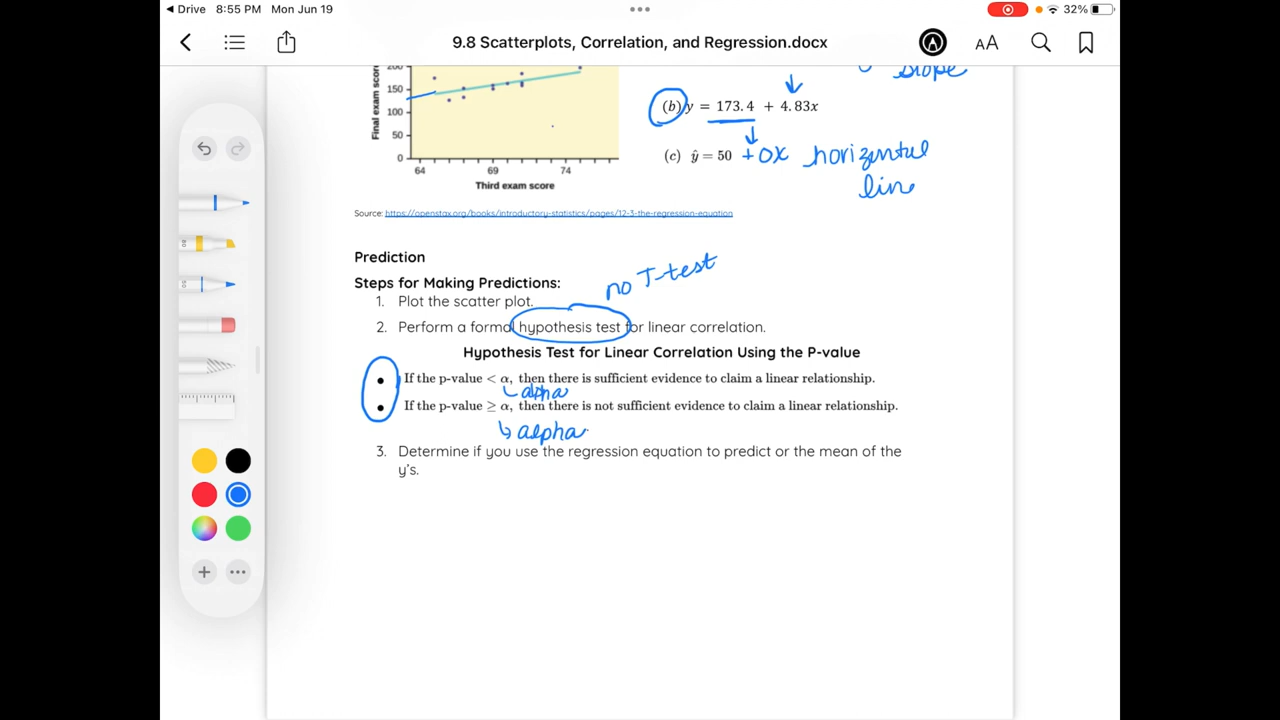 Drive 8:55 PM Mon Jun 19 32%
9.8 Scatterplots, Correlation, and Regression.docx AA
200
150
100
50
0
64 69 74
Final exam score
Third exam score
slope
(b) y = 173.4 + 4.83x
(c) ŷ = 50 + 0x horizontal
line
Source: https://openstax.org/books/introductory-statistics/pages/12-3-the-regression-equation
Prediction
no T-test
Steps for Making Predictions:
1. Plot the scatter plot.
2. Perform a formal hypothesis test for linear correlation.
Hypothesis Test for Linear Correlation Using the P-value
• If the p-value < α, then there is sufficient evidence to claim a linear relationship.
alpha
• If the p-value ≥ α, then there is not sufficient evidence to claim a linear relationship.
alpha
3. Determine if you use the regression equation to predict or the mean of the
y's.
80
50